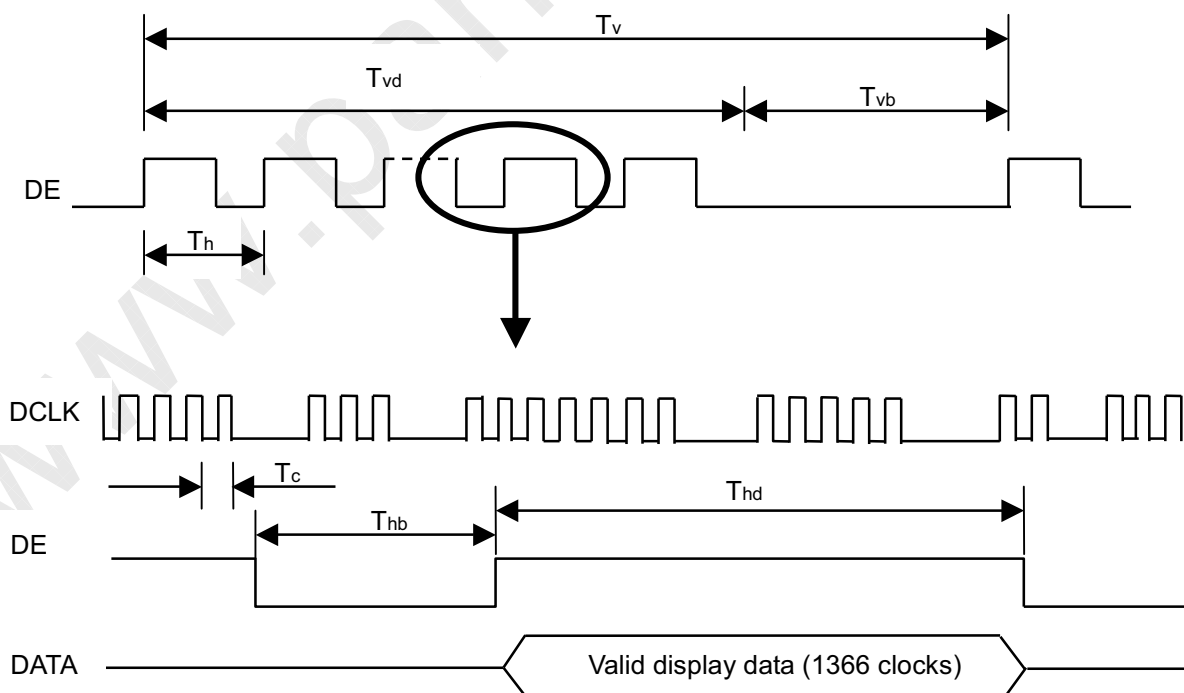 Tv
Tvd
Tvb
DE
Th
DCLK
Tc
Thd
Thb
DE
DATA
Valid display data (1366 clocks)